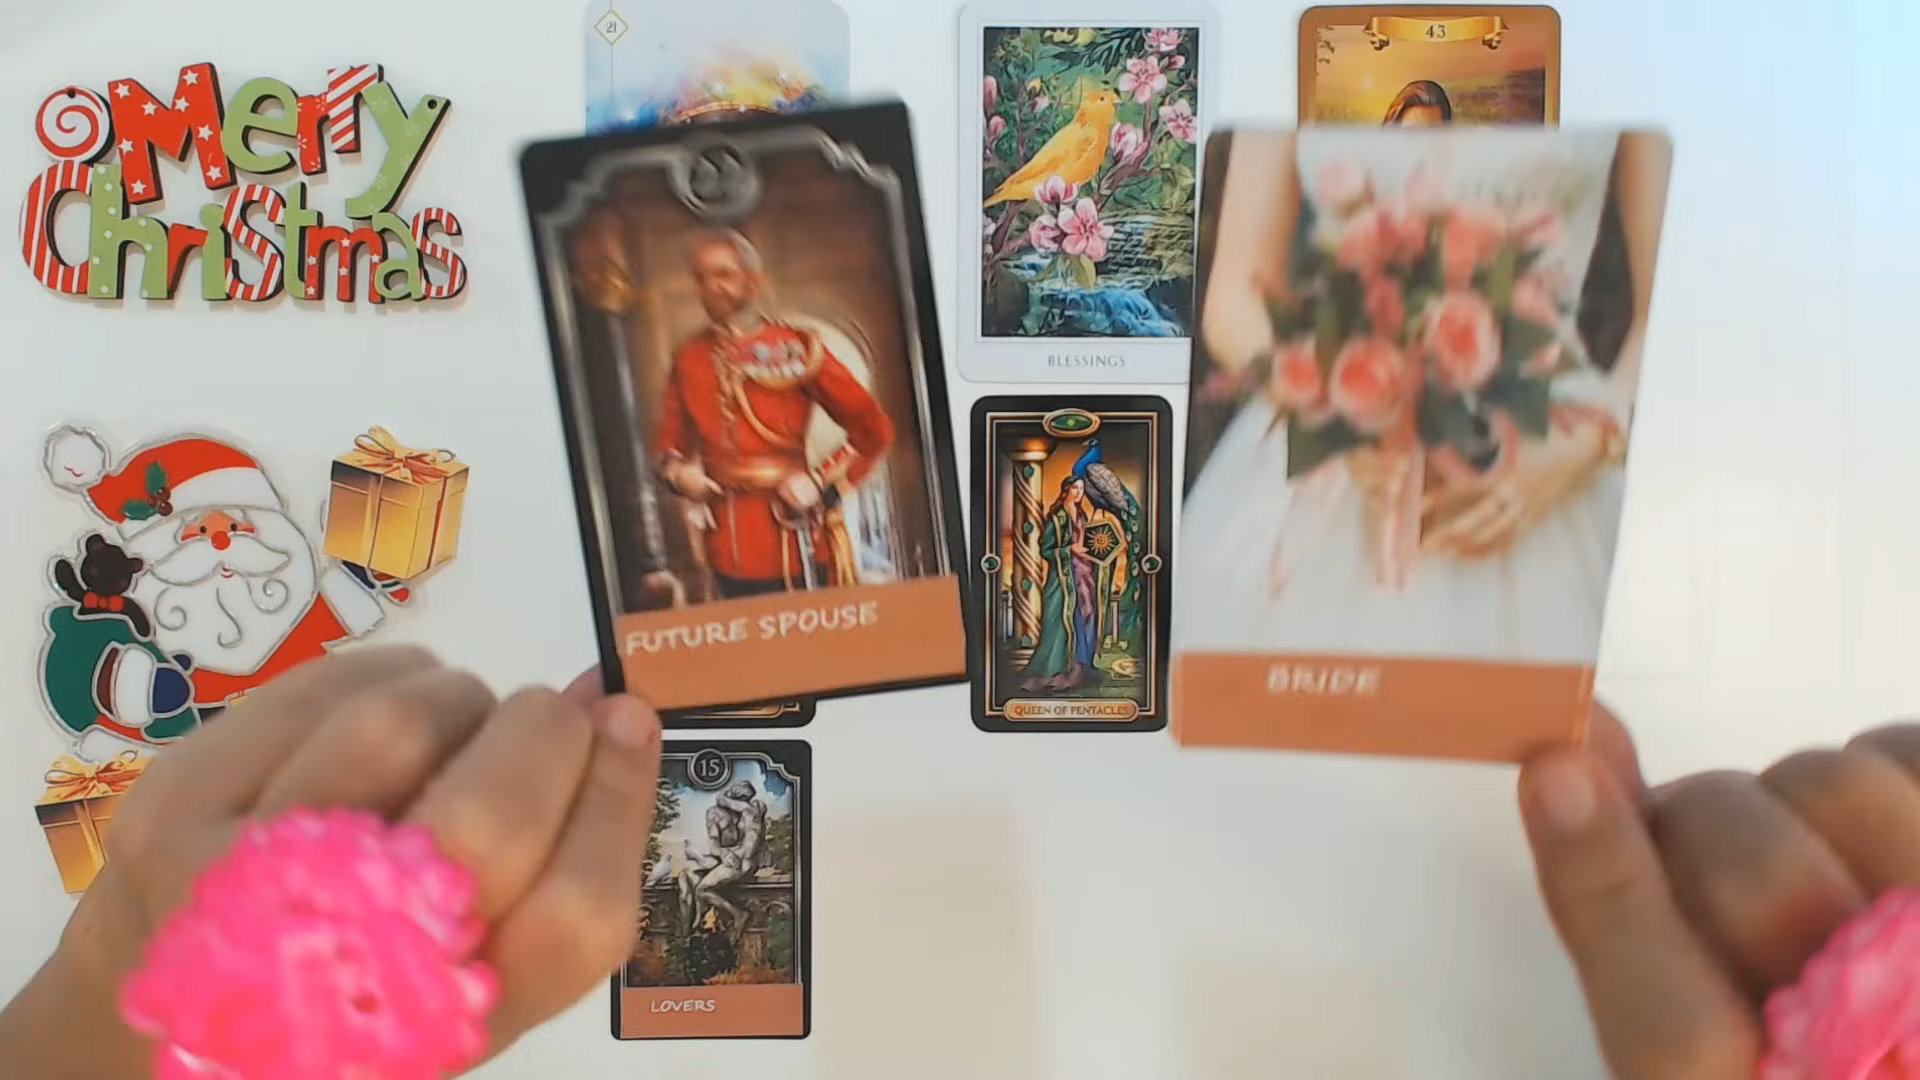 Merry
Christmas
21
43
BLESSINGS
FUTURE SPOUSE
BRIDE
QUEEN OF PENTACLES
15
LOVERS